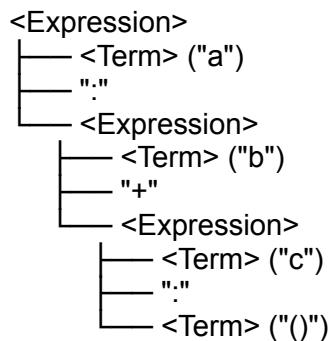 <Expression>
<Term> ("a")
":"
<Expression>
<Term> ("b")
"+"
<Expression>
<Term> ("c")
":"
<Term> ("()")